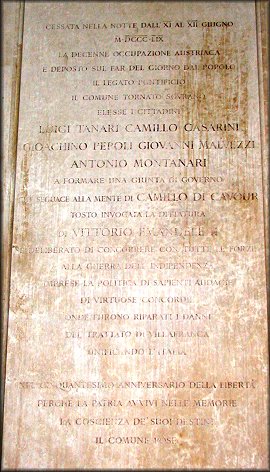 CESSATA NELLA NOTTE DALL'XI AL XII GIUGNO
M·DCCC·LIX
LA DECENNE OCCUPAZIONE AUSTRIACA
E DEPOSTO SUL FAR DEL GIORNO DAL POPOLO
IL LEGATO PONTIFICIO
IL COMUNE TORNATO SOVRANO
ELESSE I CITTADINI
LUIGI TANARI CAMILLO CASARINI
GIOACHINO PEPOLI GIOVANNI MALVEZZI
ANTONIO MONTANARI
A FORMARE UNA GIUNTA DI GOVERNO
CHE SEGUACE ALLA MENTE DI CAMILLO DI CAVOUR
TOSTO INVOCATA LA DITTATURA
DI VITTORIO EMANUELE II
DELIBERATO DI CONCORRERE CON TUTTE LE FORZE
ALLA GUERRA DELL'INDIPENDENZA
IMPRESE LA POLITICA DI SAPIENTI AUDACIE
DI VIRTUOSE CONCORDIE
ONDE FURONO RIPARATI I DANNI
DEL TRATTATO DI VILLAFRANCA
UNIFICANDO L'ITALIA
NEL CINQUANTESIMO ANNIVERSARIO DELLA LIBERTÀ
PERCHÈ LA PATRIA AVVIVI NELLE MEMORIE
LA COSCIENZA DE' SUOI DESTINI
IL COMUNE POSE